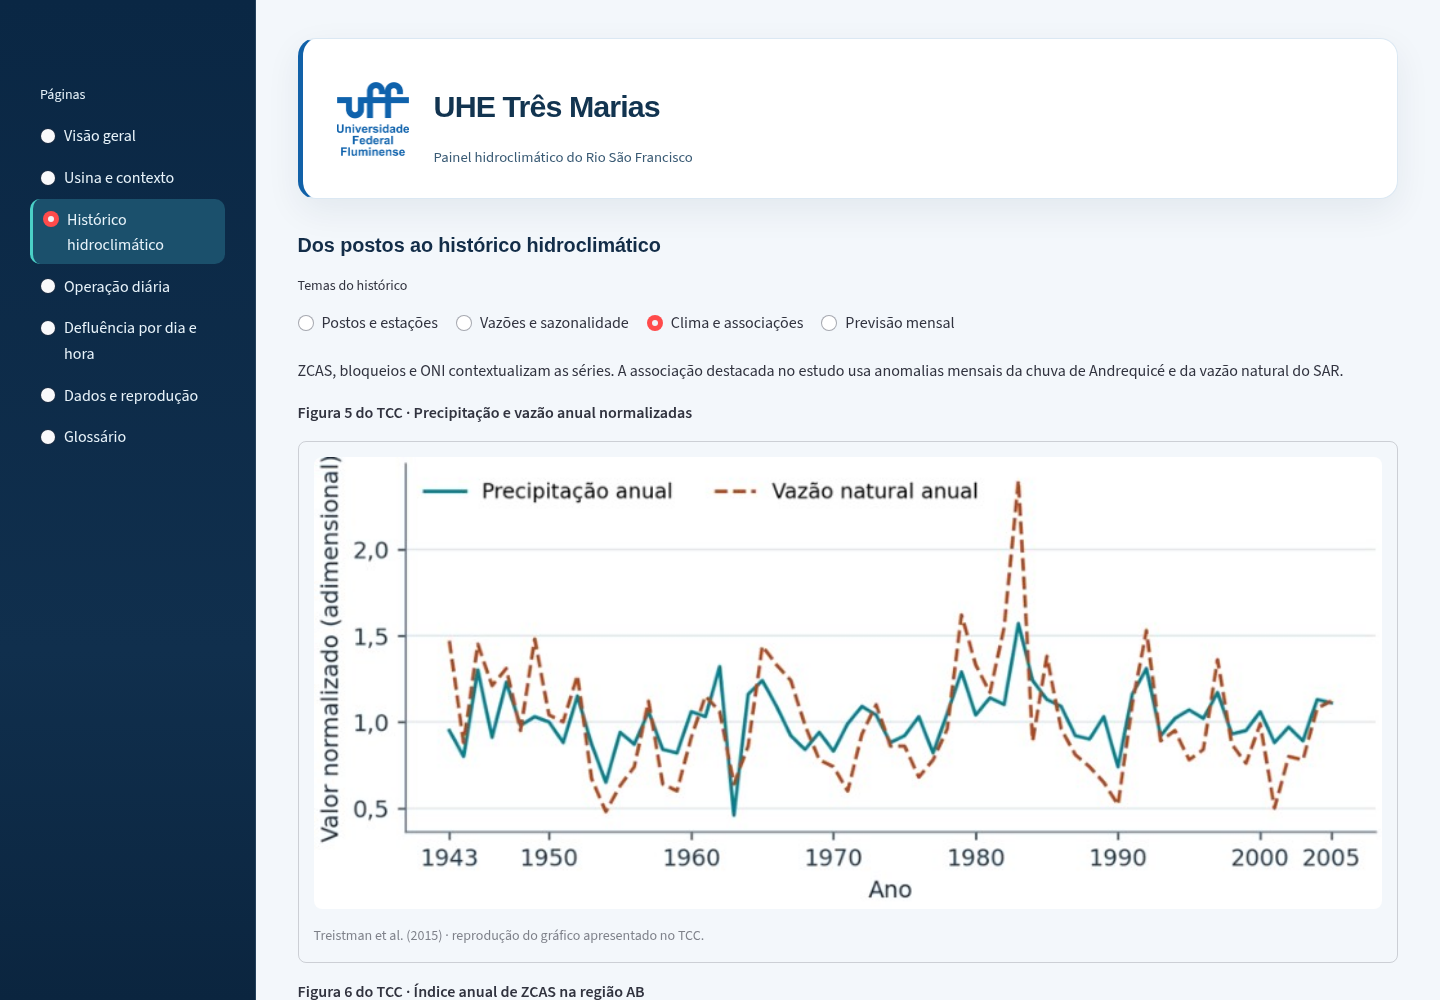 Páginas
Visão geral
Usina e contexto
Histórico
hidroclimático
Operação diária
Defluência por dia e
hora
Dados e reprodução
Glossário
uff
Universidade
Federal
Fluminense
UHE Três Marias
Painel hidroclimático do Rio São Francisco
Dos postos ao histórico hidroclimático
Temas do histórico
Postos e estações
Vazões e sazonalidade
Clima e associações
Previsão mensal
ZCAS, bloqueios e ONI contextualizam as séries. A associação destacada no estudo usa anomalias mensais da chuva de Andrequicé e da vazão natural do SAR.
Figura 5 do TCC · Precipitação e vazão anual normalizadas
Valor normalizado (adimensional)
Precipitação anual
Vazão natural anual
2,0
1,5
1,0
0,5
1943 1950 1960 1970 1980 1990 2000 2005
Ano
Treistman et al. (2015) · reprodução do gráfico apresentado no TCC.
Figura 6 do TCC · Índice anual de ZCAS na região AB